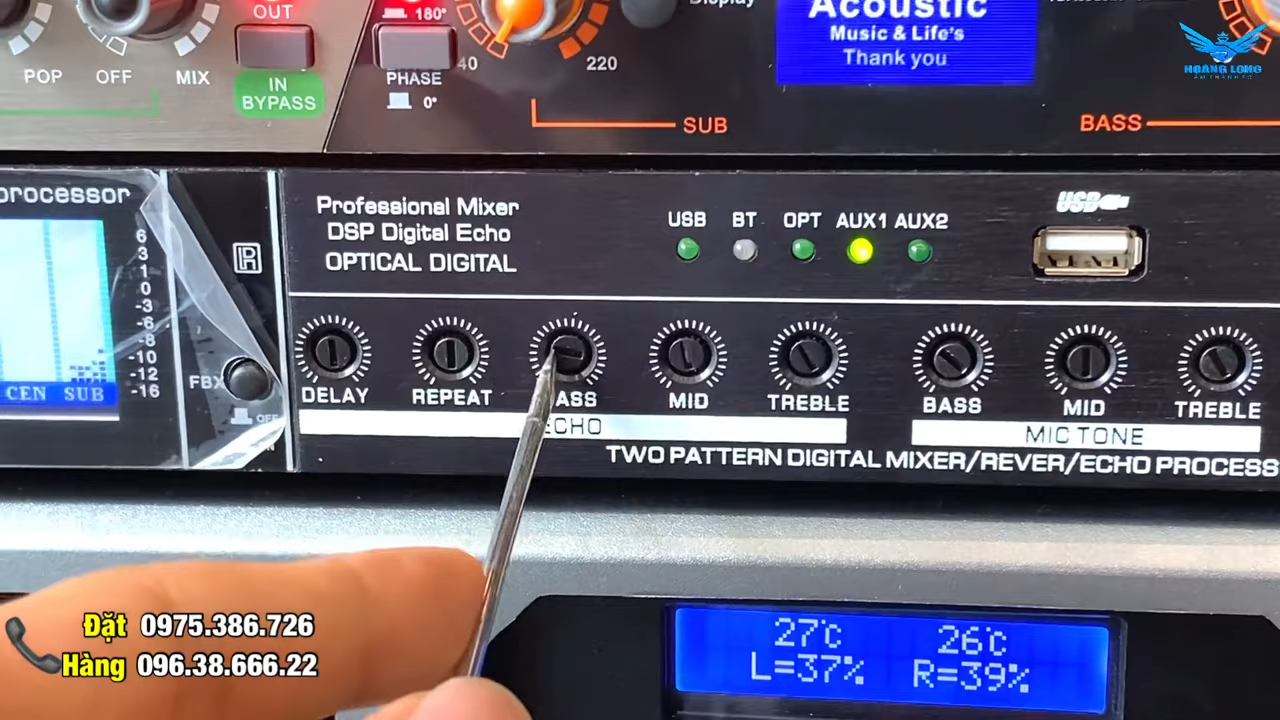 OUT
180°
Display
Acoustic
Music & Life's
Thank you
HOANG LONG
POP
OFF
MIX
IN
BYPASS
PHASE
0°
40
220
SUB
BASS
processor
Professional Mixer
DSP Digital Echo
OPTICAL DIGITAL
USB
BT
OPT
AUX1
AUX2
USB
6
3
1
0
-3
-6
-8
-10
-12
-16
CEN SUB
FBX
OFF
DELAY
REPEAT
BASS
MID
TREBLE
BASS
MID
TREBLE
ECHO
MIC TONE
TWO PATTERN DIGITAL MIXER/REVER/ECHO PROCESS
27°C
26°C
L=37%
R=39%
Đặt 0975.386.726
Hàng 096.38.666.22